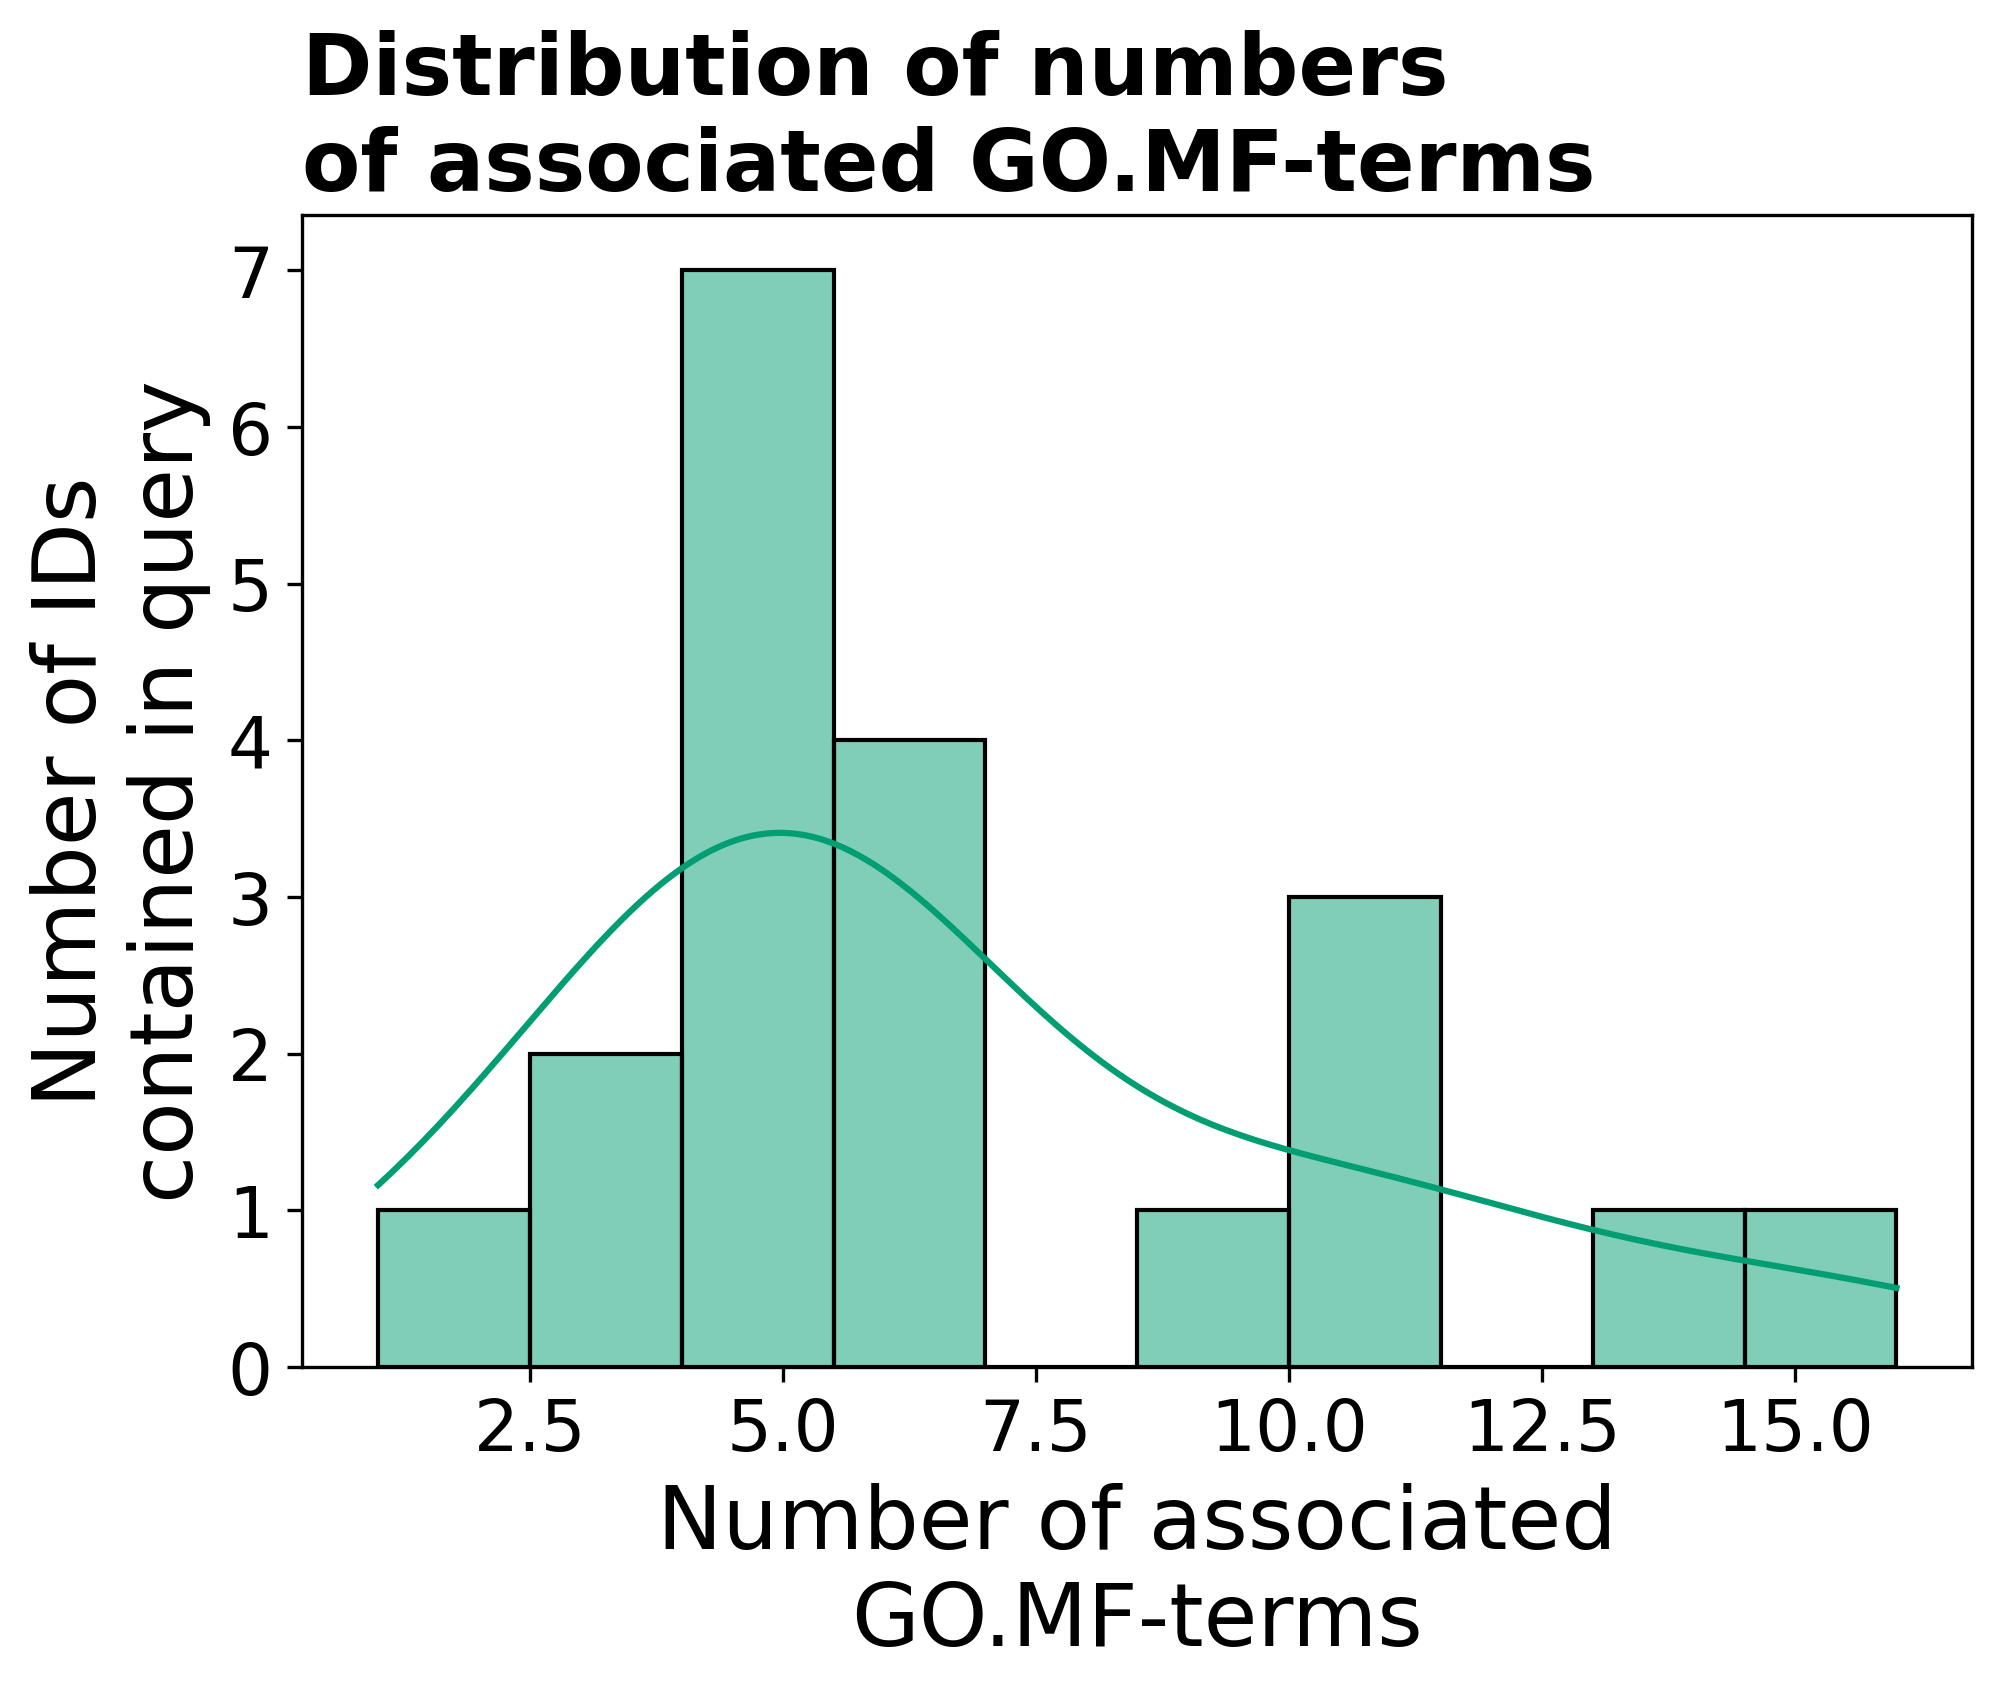 Distribution of numbers
of associated GO.MF-terms
Number of IDs
contained in query
7
6
5
4
3
2
1
0
2.5 5.0 7.5 10.0 12.5 15.0
Number of associated
GO.MF-terms